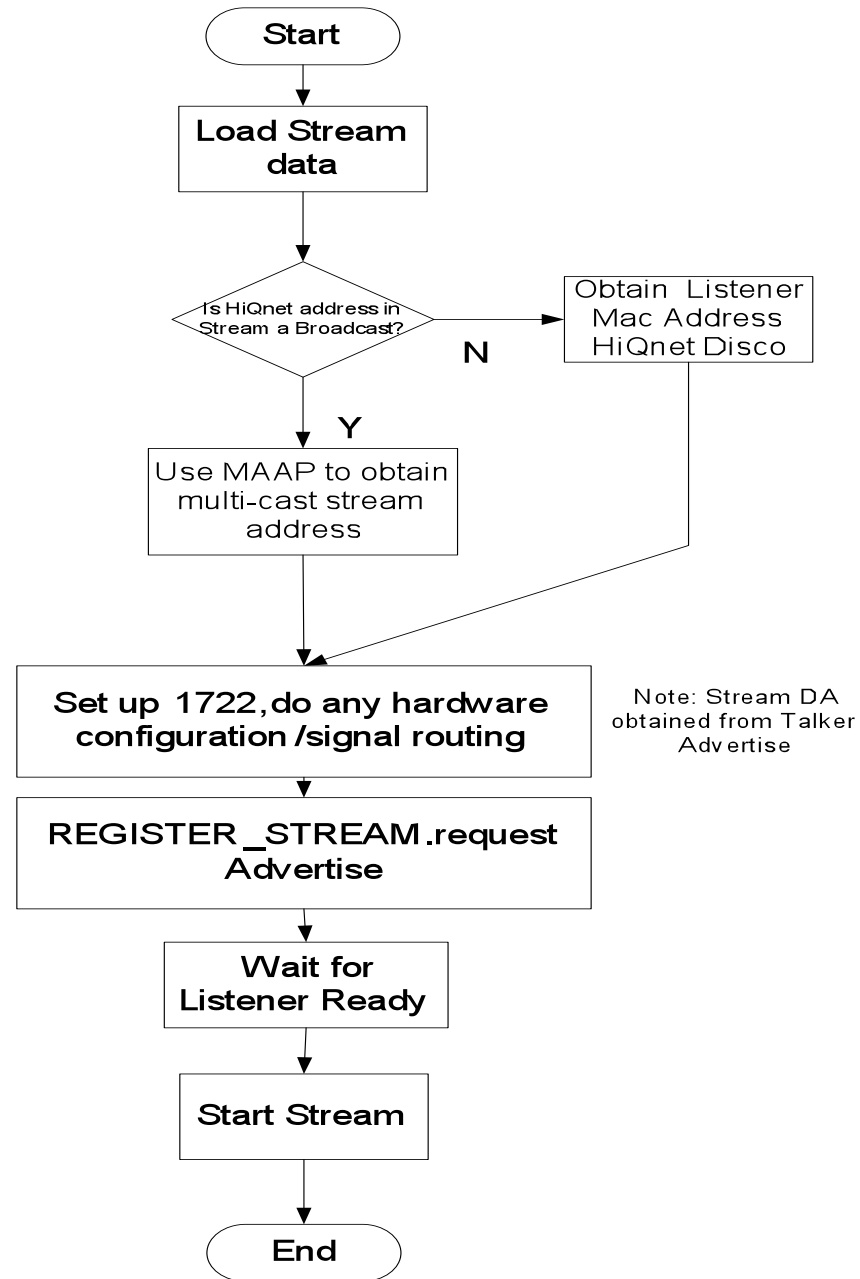 Start
Load Stream
data
Is HiQnet address in
Stream a Broadcast?
N
Obtain Listener
Mac Address
HiQnet Disco
Y
Use MAAP to obtain
multi-cast stream
address
Set up 1722, do any hardware
configuration /signal routing
Note: Stream DA
obtained from Talker
Advertise
REGISTER_STREAM.request
Advertise
Wait for
Listener Ready
Start Stream
End